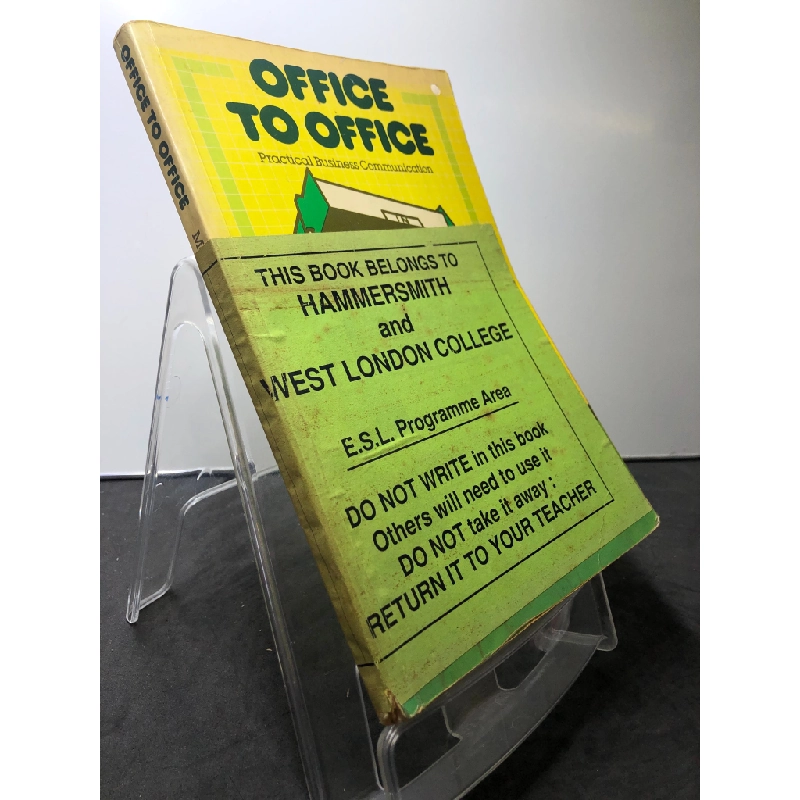 OFFICE TO OFFICE
OFFICE
TO OFFICE
Practical Business Communication
THIS BOOK BELONGS TO
HAMMERSMITH
and
WEST LONDON COLLEGE
E.S.L. Programme Area
DO NOT WRITE in this book
Others will need to use it
DO NOT take it away :
RETURN IT TO YOUR TEACHER